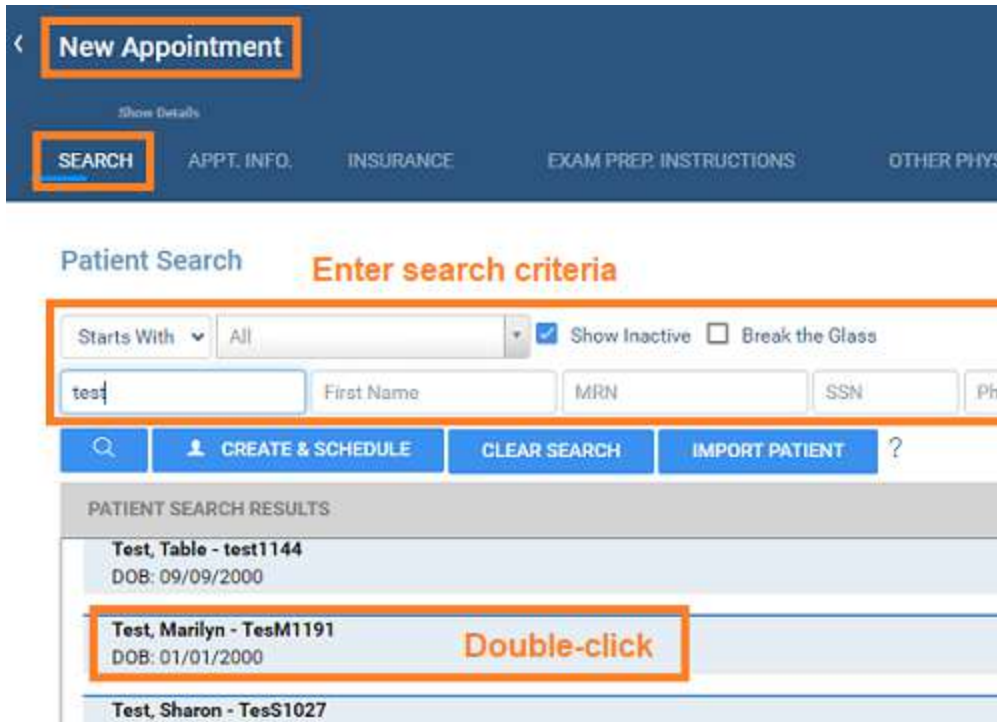 New Appointment
Show Details
SEARCH APPT. INFO. INSURANCE EXAM PREP. INSTRUCTIONS OTHER PHYS
Patient Search
Enter search criteria
Starts With All Show Inactive Break the Glass
test First Name MRN SSN Ph
CREATE & SCHEDULE CLEAR SEARCH IMPORT PATIENT ?
PATIENT SEARCH RESULTS
Test, Table - test1144
DOB: 09/09/2000
Test, Marilyn - TesM1191
Double-click
DOB: 01/01/2000
Test, Sharon - TesS1027